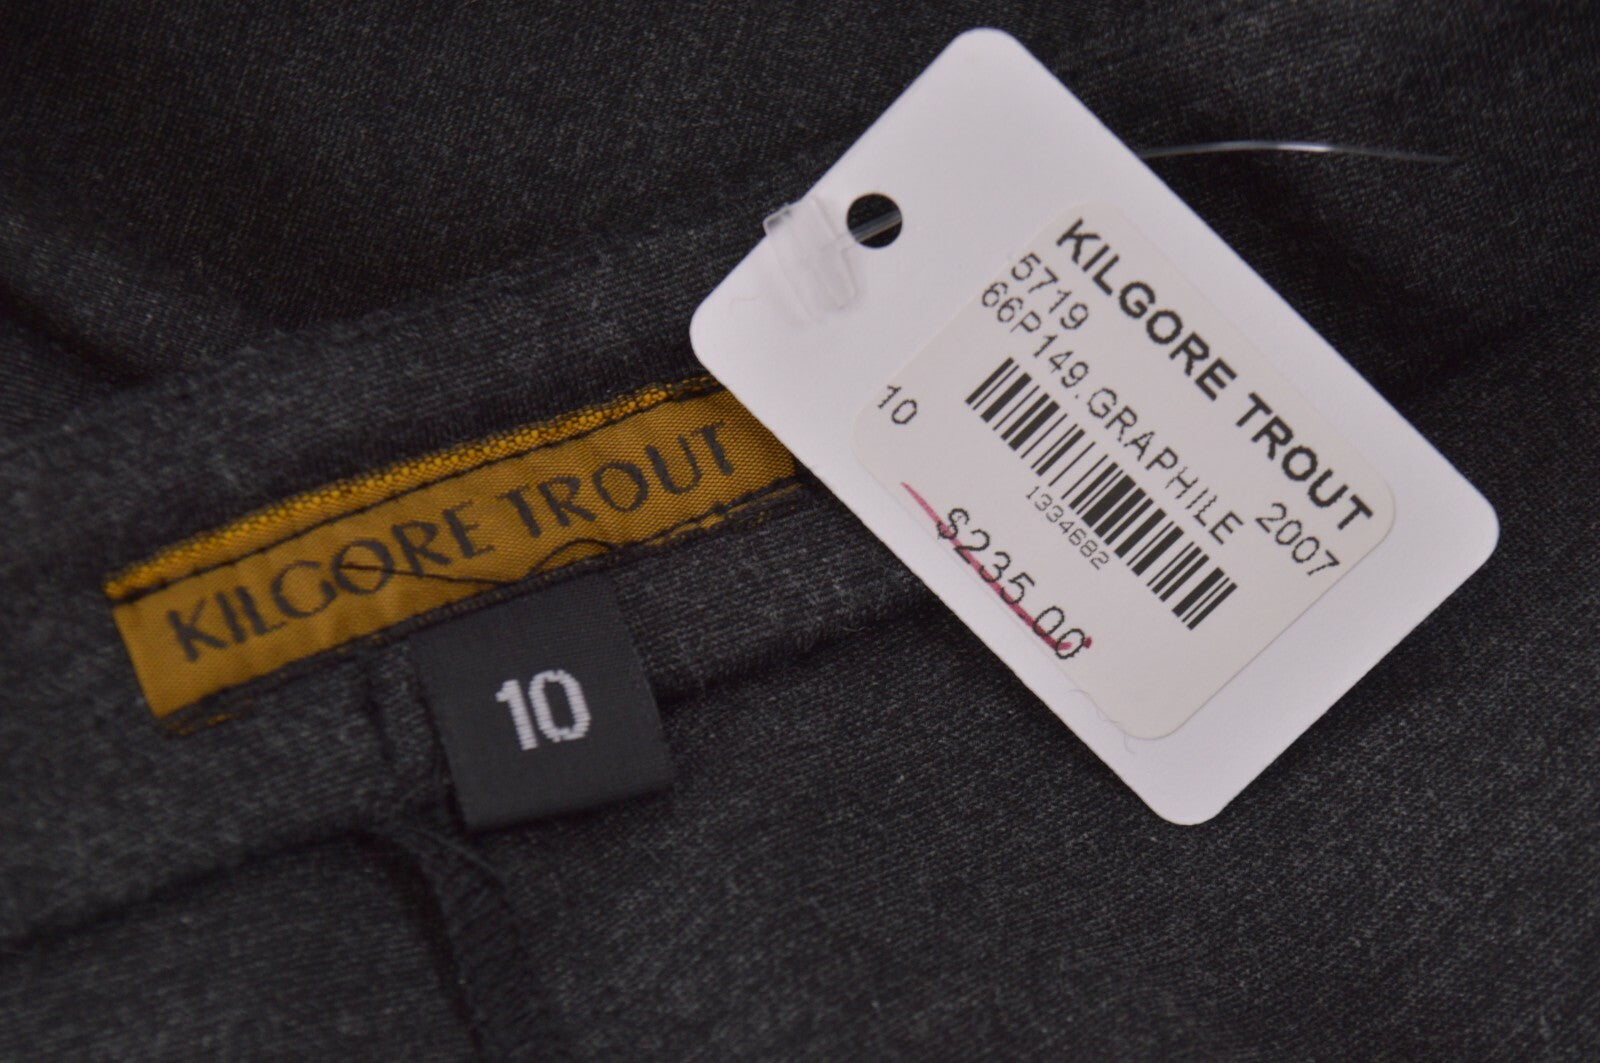 KILGORE TROUT
10
KILGORE TROUT
5719 2007
66P149.GRAPHILE
10
1334682
$235.00